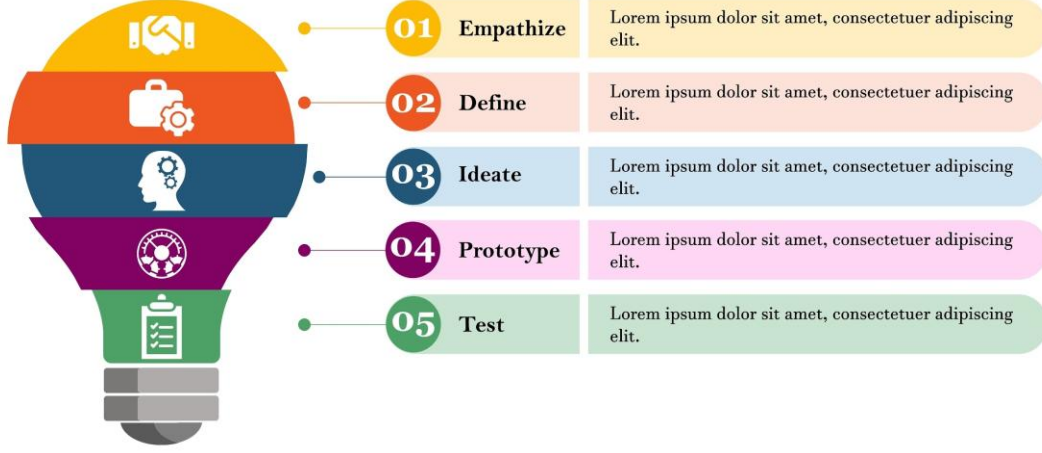 01 Empathize
Lorem ipsum dolor sit amet, consectetuer adipiscing
elit.
02 Define
Lorem ipsum dolor sit amet, consectetuer adipiscing
elit.
03 Ideate
Lorem ipsum dolor sit amet, consectetuer adipiscing
elit.
04 Prototype
Lorem ipsum dolor sit amet, consectetuer adipiscing
elit.
05 Test
Lorem ipsum dolor sit amet, consectetuer adipiscing
elit.